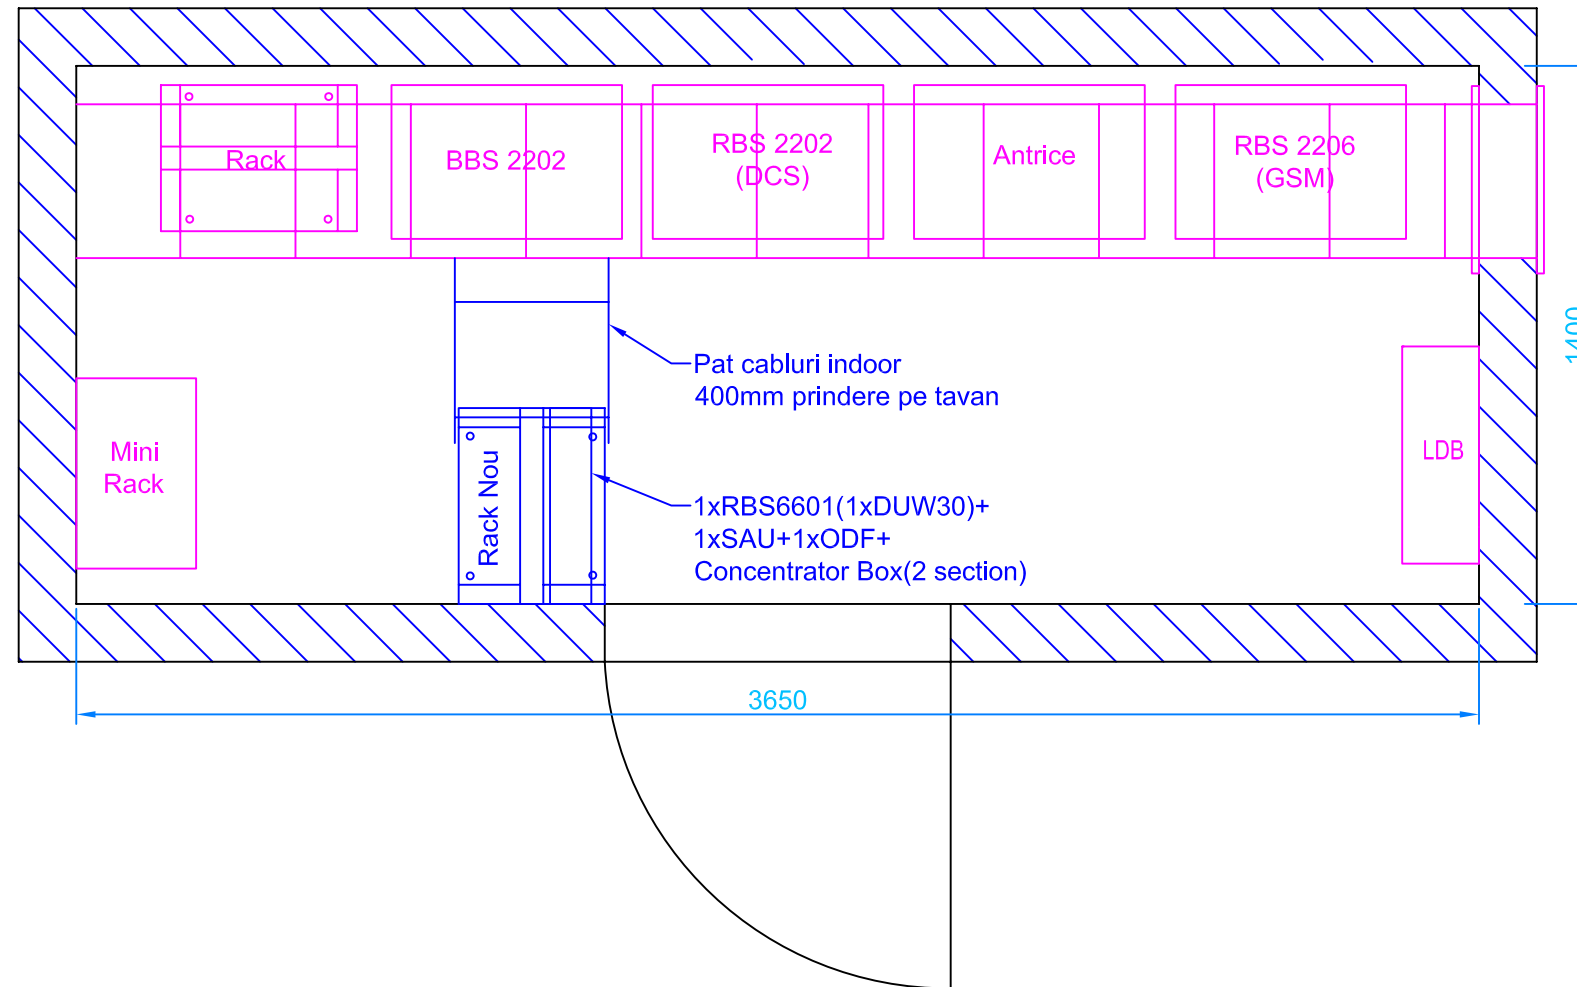 Rack
BBS 2202
RBS 2202
(DCS)
Antrice
RBS 2206
(GSM)
Pat cabluri indoor
400mm prindere pe tavan
1400
Mini
Rack
Rack Nou
LDB
1xRBS6601(1xDUW30)+
1xSAU+1xODF+
Concentrator Box(2 section)
3650